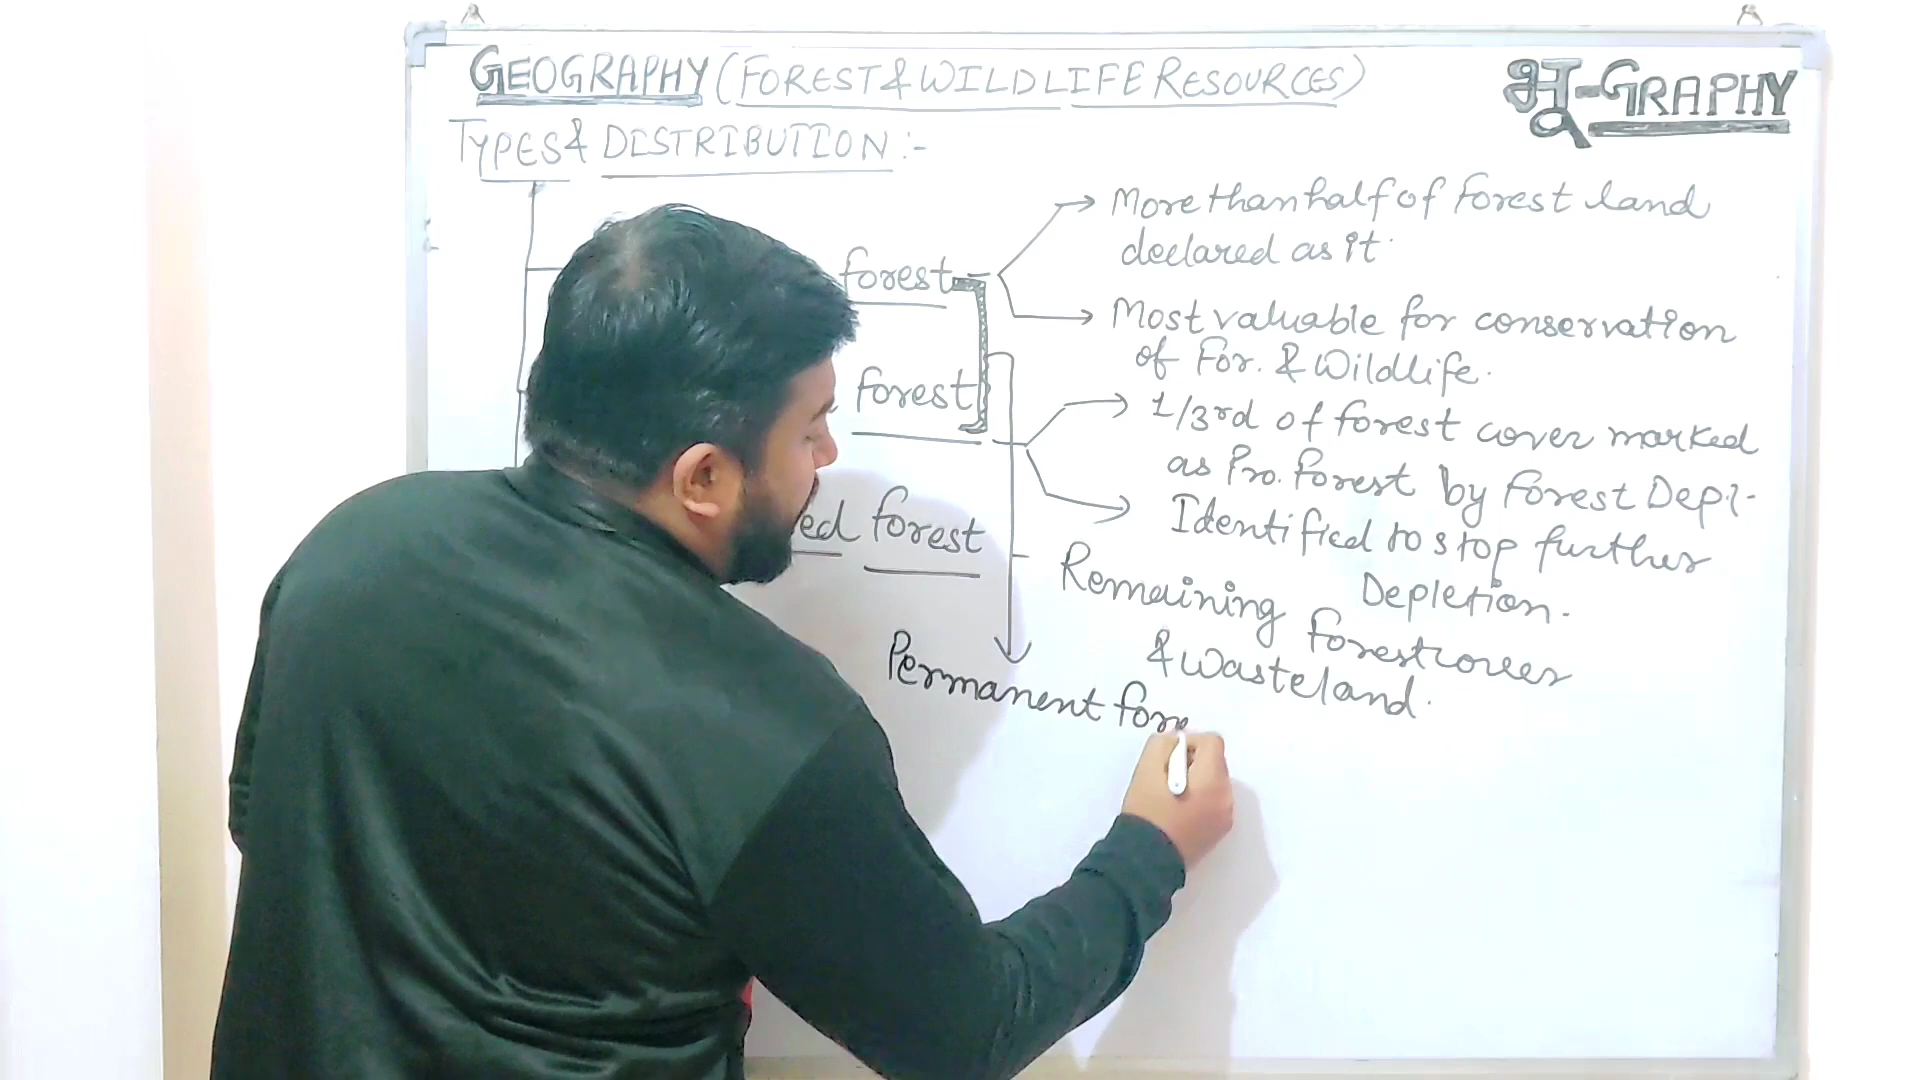 GEOGRAPHY (FOREST & WILDLIFE RESOURCES)
भू-GRAPHY
TYPES & DISTRIBUTION :-
forest
More than half of forest land
declared as it.
Most valuable for conservation
of For. & Wildlife.
forest
1/3rd of forest cover marked
as Pro. Forest by Forest Dept.
Identified to stop further
Depletion.
ed forest
Remaining forest cover
& Wasteland.
Permanent fore